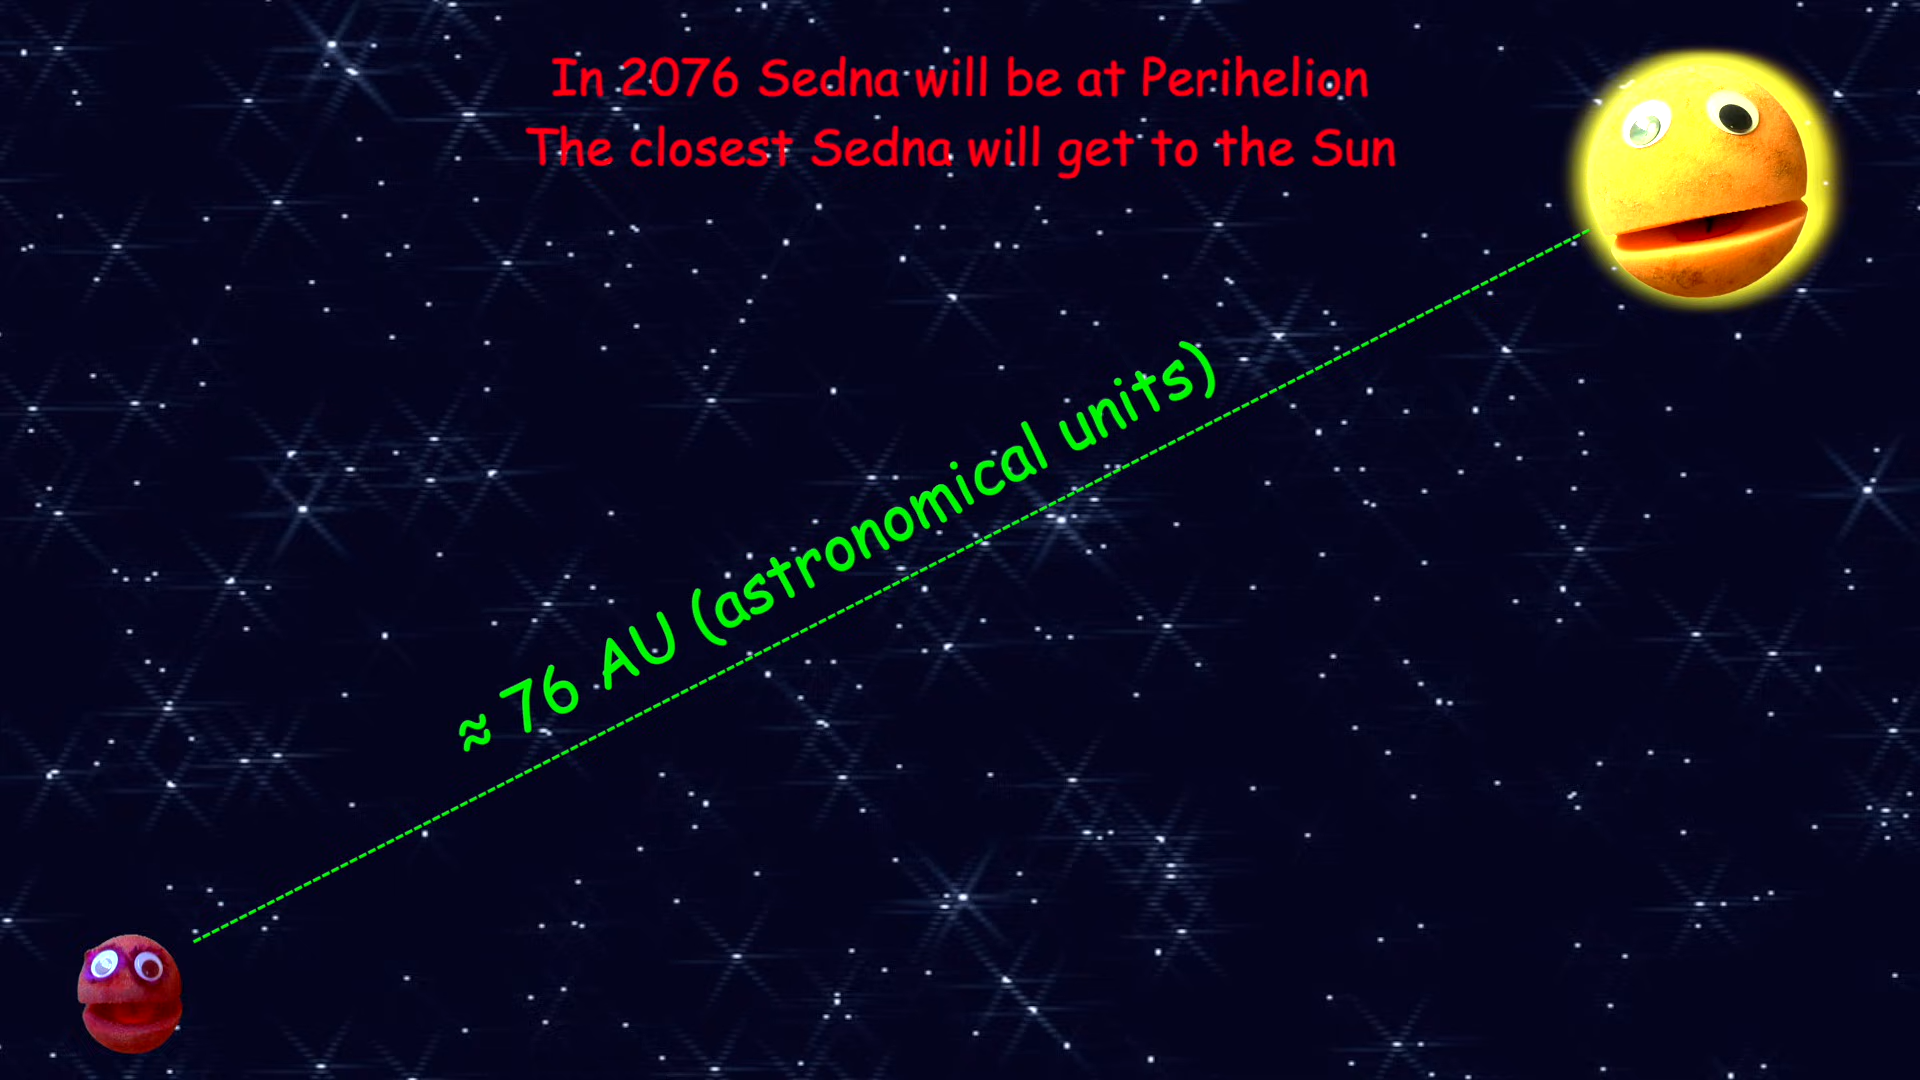 In 2076 Sedna will be at Perihelion
The closest Sedna will get to the Sun
≈ 76 AU (astronomical units)